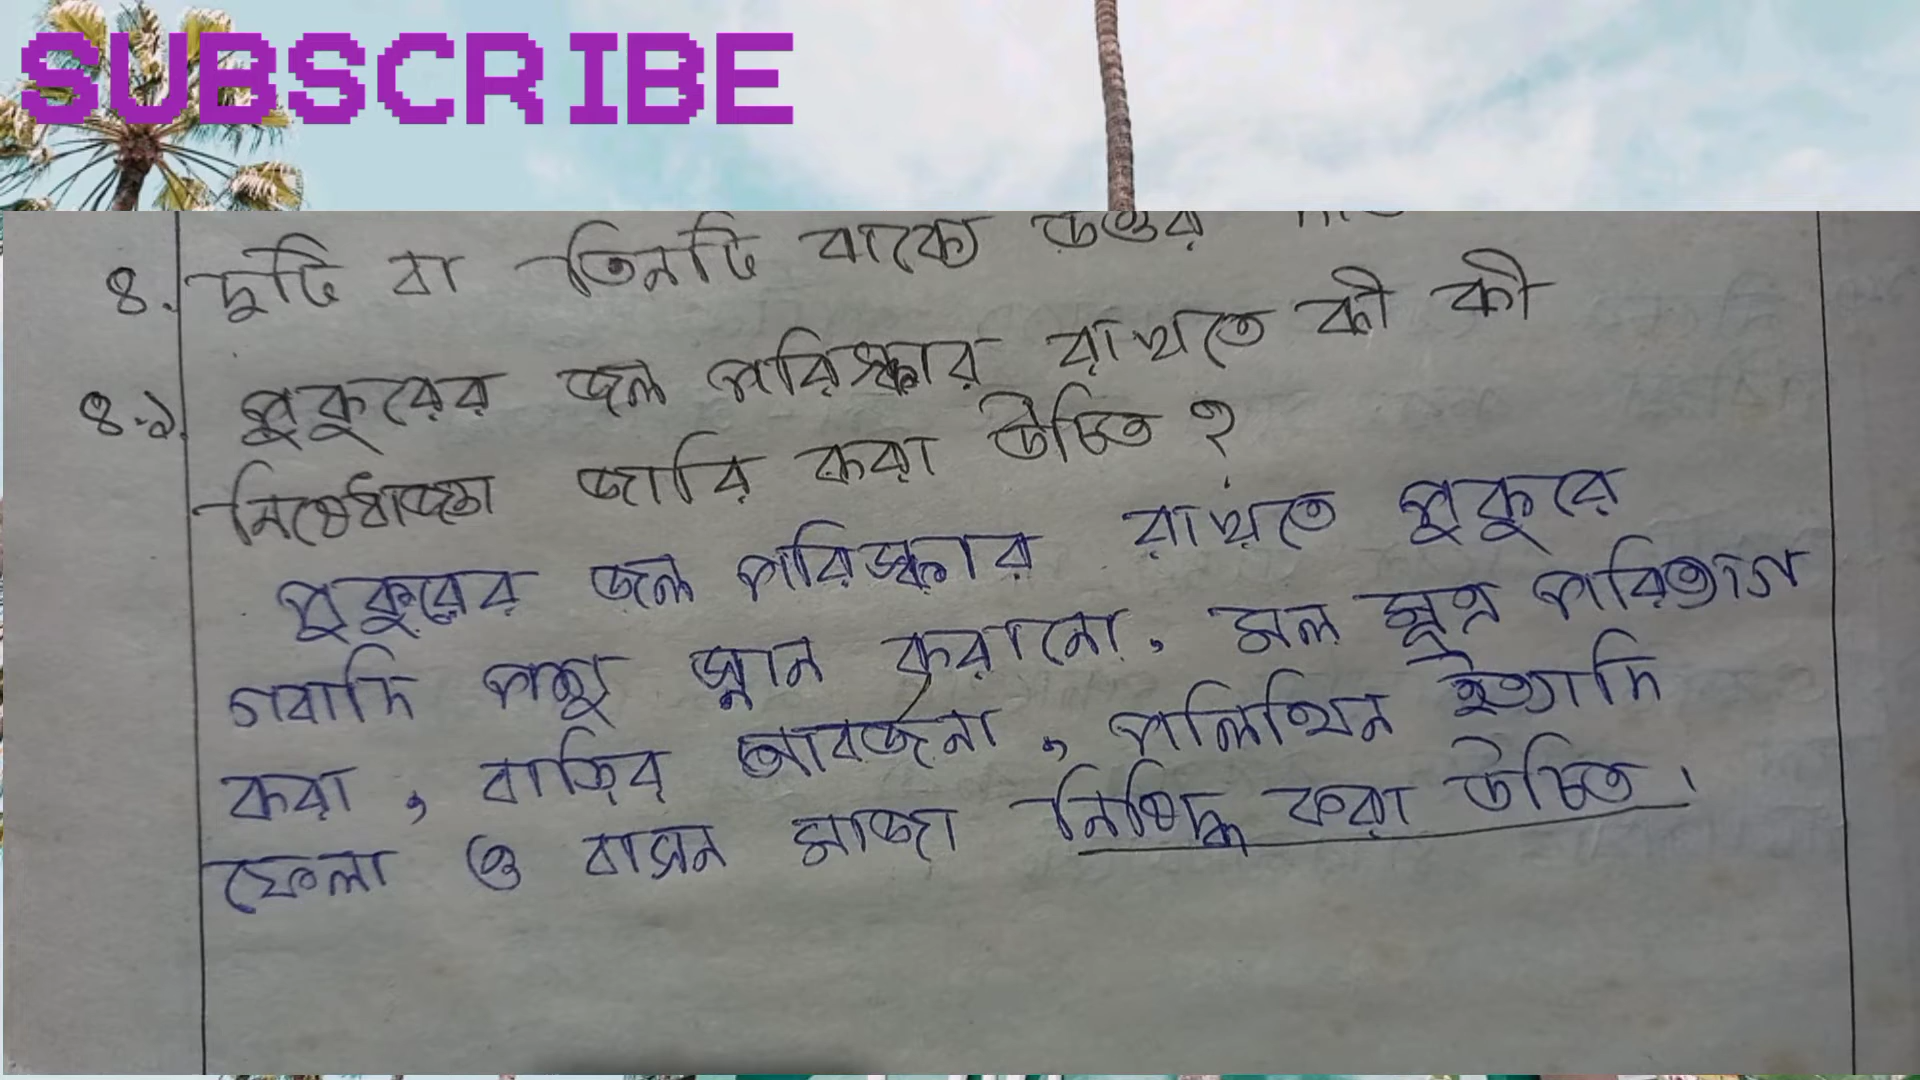 SUBSCRIBE
৪. দুটি বা তিনটি বাক্যে উত্তর
৪.১ পুকুরের জল পরিস্কার রাখতে কী কী
নিষেধাজ্ঞা জারি করা উচিত ?
পুকুরের জল পরিস্কার রাখতে পুকুরে
গবাদি পশু স্নান করানো, মল মূত্র পরিত্যাগ
করা, বাড়ির আবর্জনা, পলিথিন ইত্যাদি
ফেলা ও বাসন মাজা নিষিদ্ধ করা উচিত।